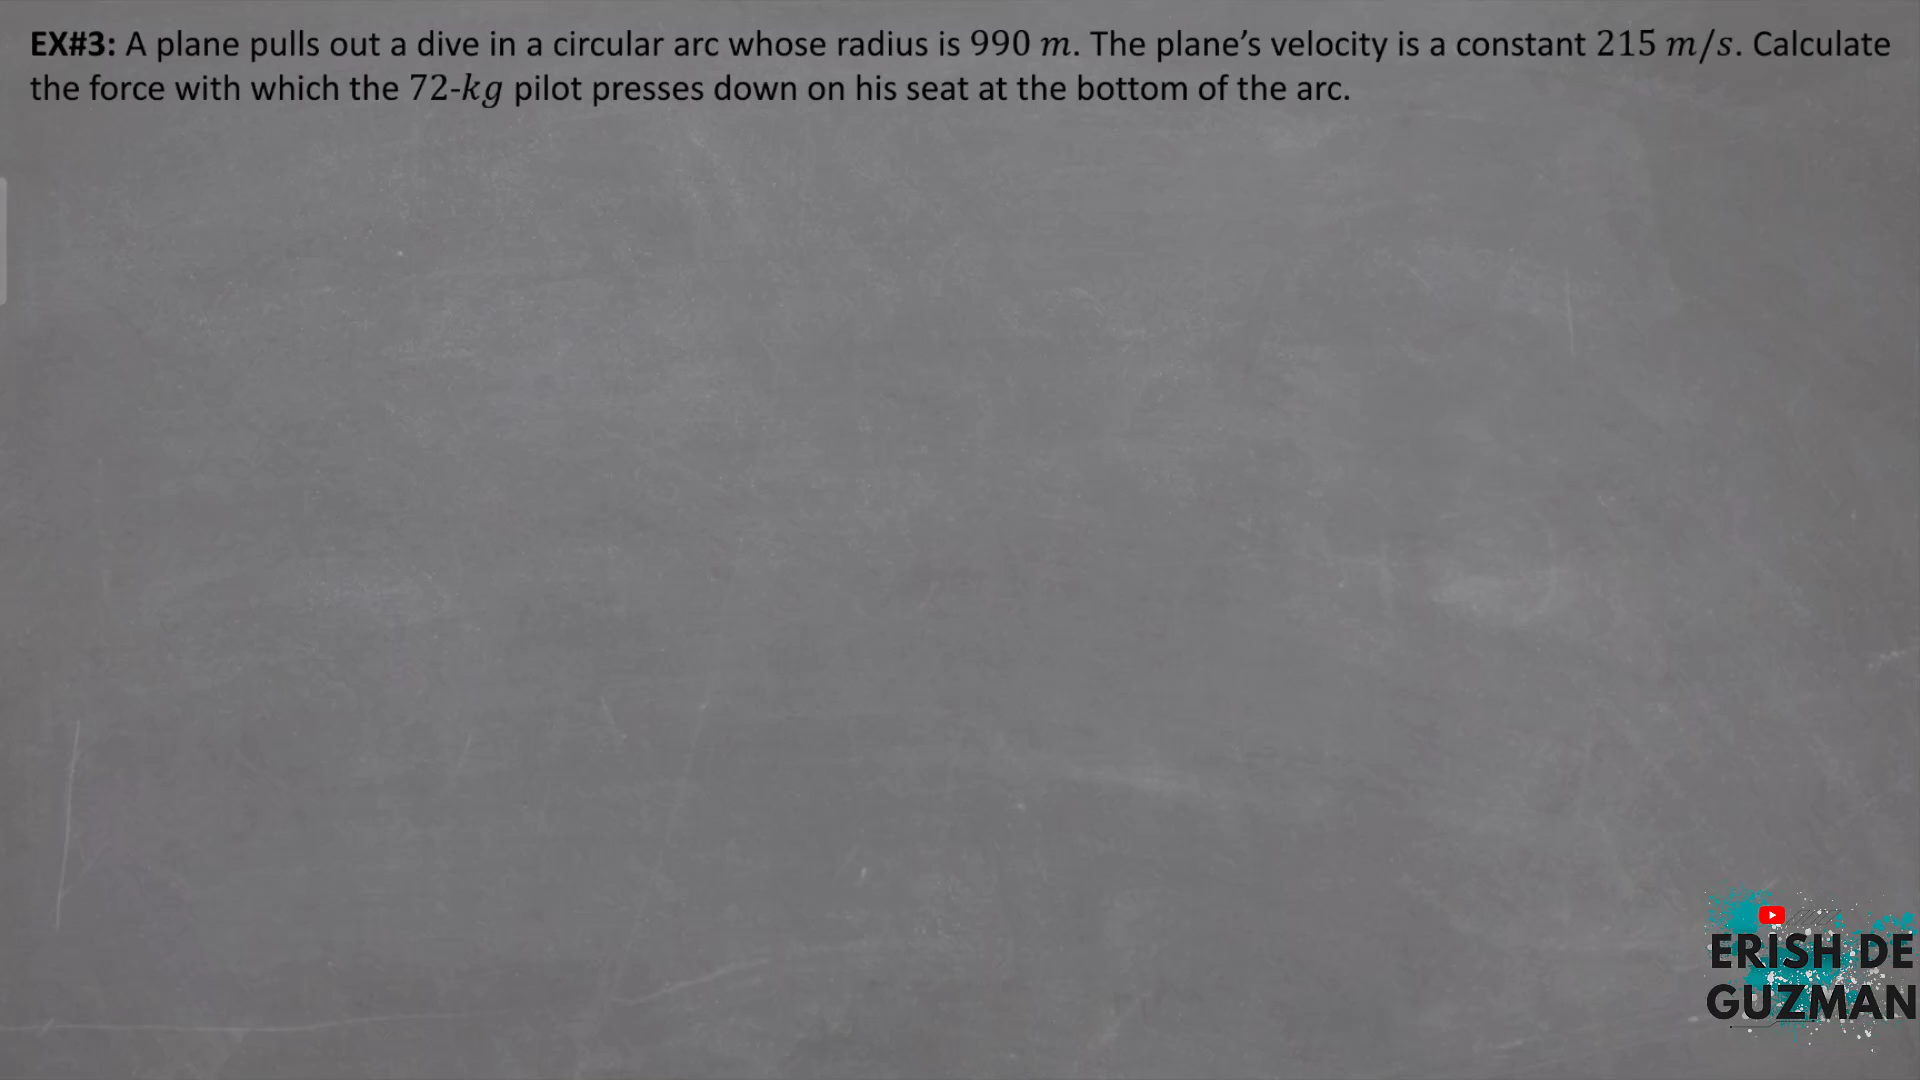 EX#3: A plane pulls out a dive in a circular arc whose radius is 990 m. The plane’s velocity is a constant 215 m/s. Calculate
the force with which the 72-kg pilot presses down on his seat at the bottom of the arc.
ERISH DE
GUZMAN